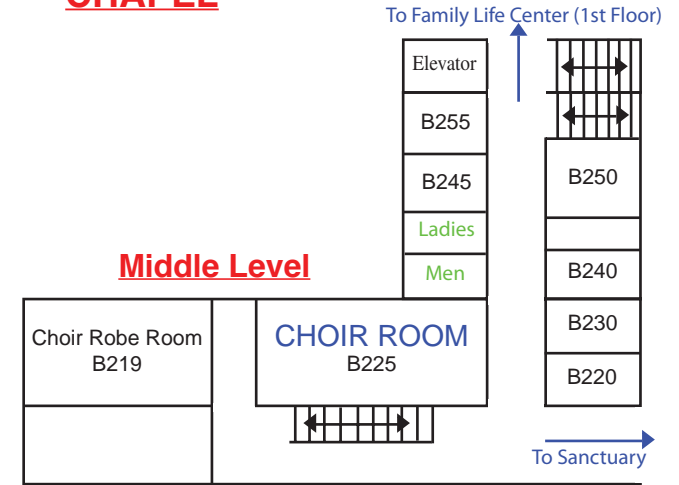 CHAPEL
To Family Life Center (1st Floor)
Elevator
B255
B245
B250
Ladies
Middle Level
Men
B240
Choir Robe Room
B219
CHOIR ROOM
B225
B230
B220
To Sanctuary